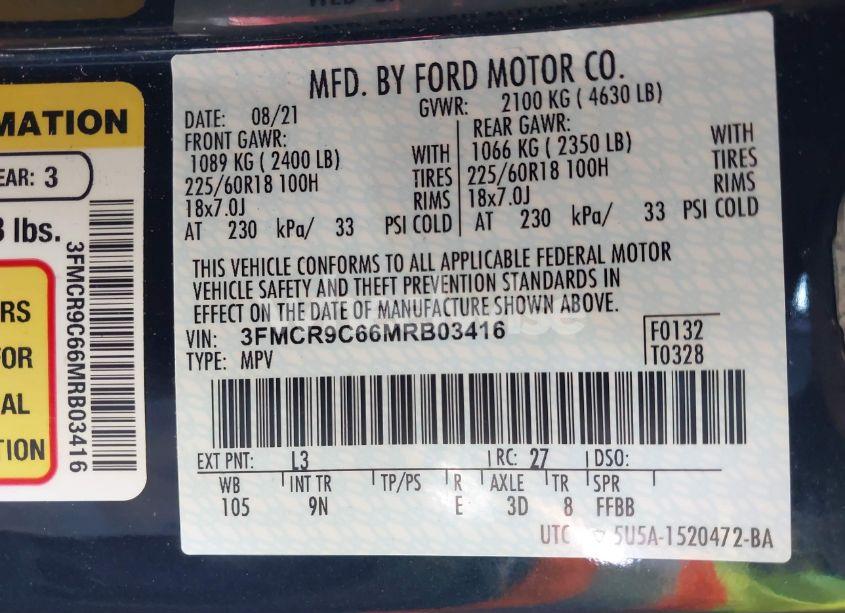 MATION
EAR: 3
lbs.
3FMCR9C66MRB03416
RS
FOR
AL
TION
MFD. BY FORD MOTOR CO.
DATE: 08/21 GVWR: 2100 KG ( 4630 LB)
FRONT GAWR: REAR GAWR:
1089 KG ( 2400 LB) WITH 1066 KG ( 2350 LB) WITH
225/60R18 100H TIRES 225/60R18 100H TIRES
18x7.0J RIMS 18x7.0J RIMS
AT 230 kPa/ 33 PSI COLD AT 230 kPa/ 33 PSI COLD
THIS VEHICLE CONFORMS TO ALL APPLICABLE FEDERAL MOTOR
VEHICLE SAFETY AND THEFT PREVENTION STANDARDS IN
EFFECT ON THE DATE OF MANUFACTURE SHOWN ABOVE.
VIN: 3FMCR9C66MRB03416 F0132
TYPE: MPV T0328
EXT PNT: L3 RC: 27 DSO:
WB INT TR TP/PS R AXLE TR SPR
105 9N E 3D 8 FFBB
UTC 5U5A-1520472-BA